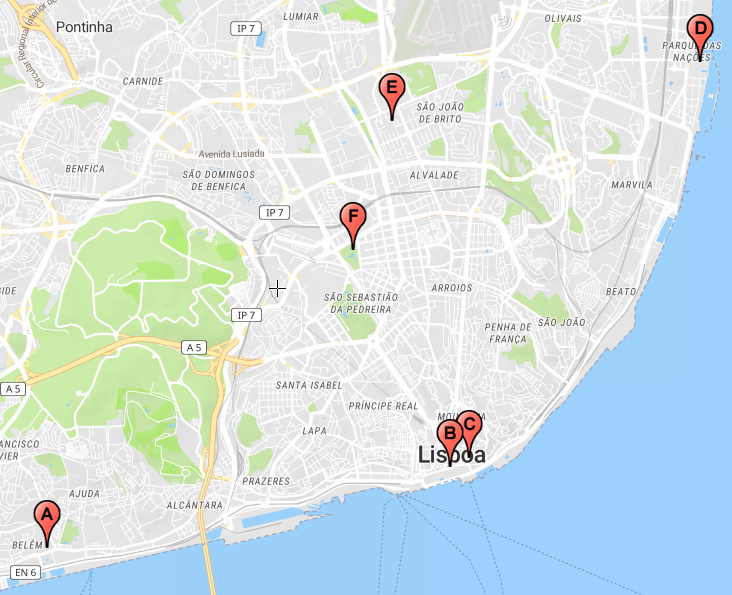 LUMIAR
OLIVAIS
Pontinha
IP 7
D
PARQUE DAS
NAÇÕES
Circular Regional Interior de
CARNIDE
E
SÃO JOÃO
DE BRITO
Avenida Lusíada
BENFICA
SÃO DOMINGOS
DE BENFICA
ALVALADE
MARVILA
IP 7
F
ARROIOS
BEATO
SÃO SEBASTIÃO
DA PEDREIRA
IP 7
PENHA DE
FRANÇA
SÃO JOÃO
A 5
A 5
SANTA ISABEL
PRÍNCIPE REAL
MOU
B
C
LAPA
Lisboa
ANCISCO
VIER
PRAZERES
AJUDA
ALCÂNTARA
A
BELÉM
EN 6